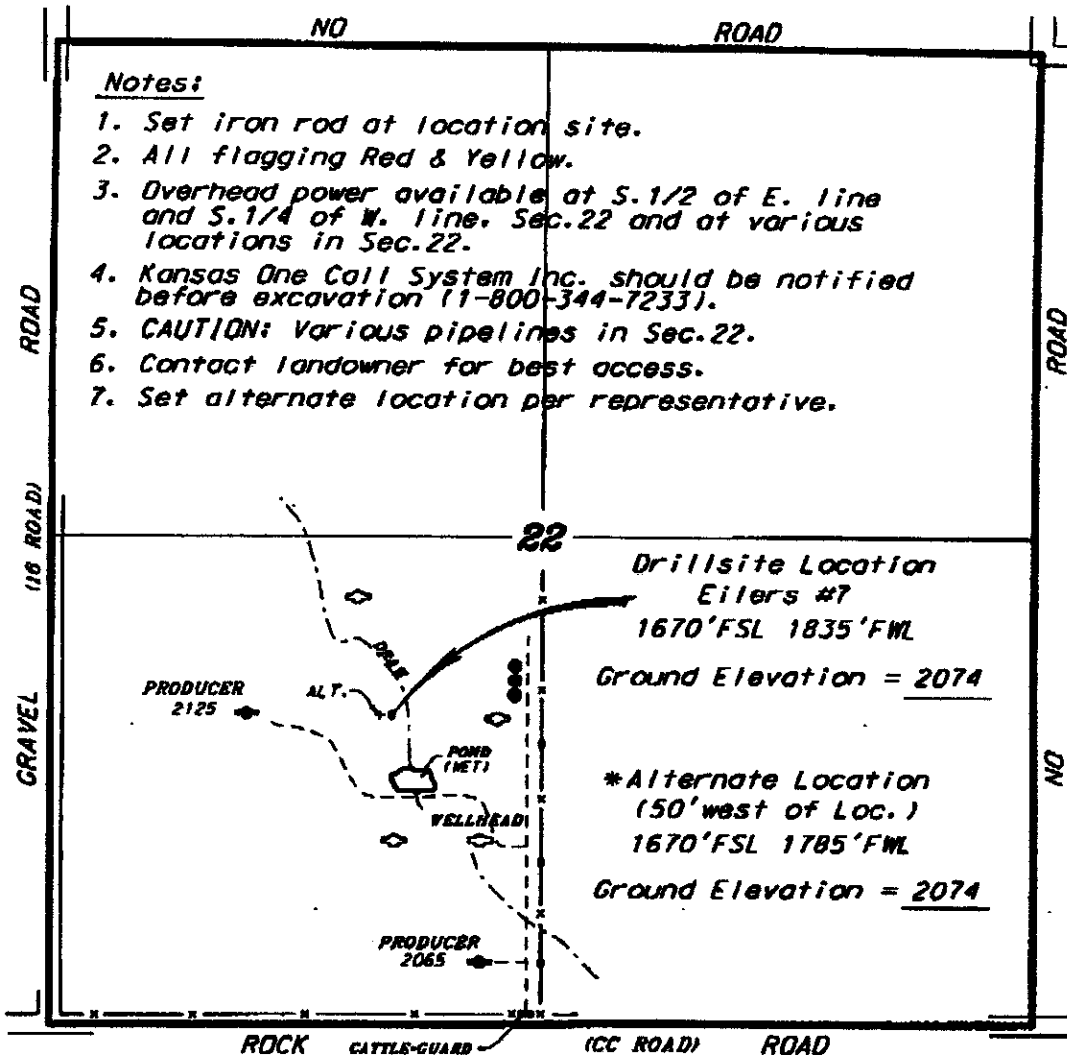 NO ROAD
Notes:
1. Set iron rod at location site.
2. All flagging Red & Yellow.
3. Overhead power available at S.1/2 of E. line
and S.1/4 of W. line, Sec.22 and at various
locations in Sec.22.
4. Kansas One Call System Inc. should be notified
before excavation (1-800-344-7233).
5. CAUTION: Various pipelines in Sec.22.
6. Contact landowner for best access.
7. Set alternate location per representative.
GRAVEL (16 ROAD) ROAD
NO ROAD
22
Drillsite Location
Eilers #7
1670'FSL 1835'FWL
Ground Elevation = 2074
DRAW
PRODUCER
2125
ALT.
POND
(WET)
WELLHEAD
*Alternate Location
(50'west of Loc.)
1670'FSL 1785'FWL
Ground Elevation = 2074
PRODUCER
2065
ROCK CATTLE-GUARD (CC ROAD) ROAD